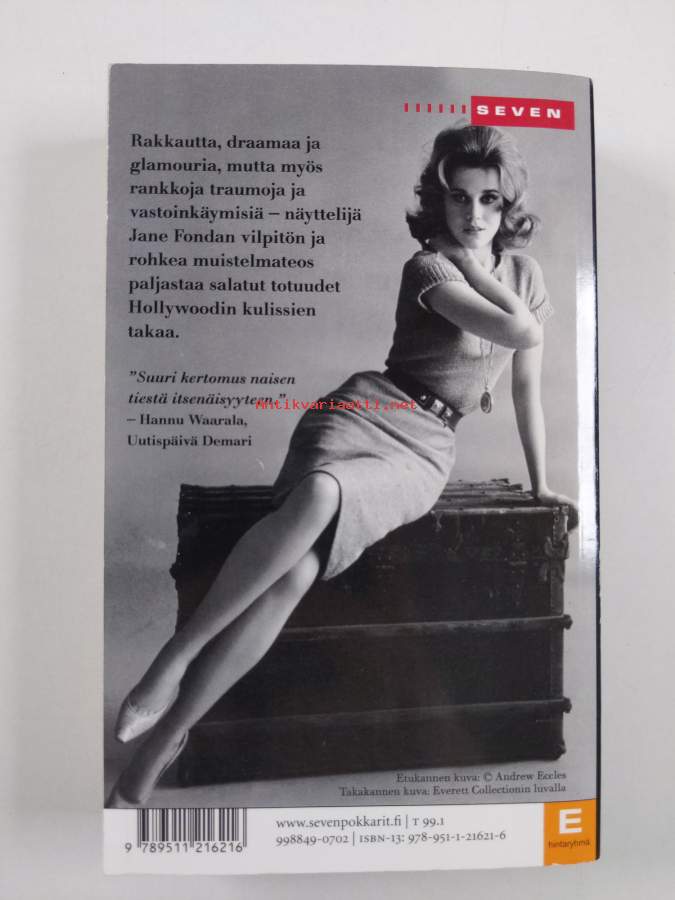 SEVEN
Rakkautta, draamaa ja
glamouria, mutta myös
rankkoja traumoja ja
vastoinkäymisiä – näyttelijä
Jane Fondan vilpitön ja
rohkea muistelmateos
paljastaa salatut totuudet
Hollywoodin kulissien
takaa.
”Suuri kertomus naisen
tiestä itsenäisyyteen.”
– Hannu Waarala,
Uutispäivä Demari
Antikvariaatti.net
Etukannen kuva: © Andrew Eccles
Takakannen kuva: Everett Collectionin luvalla
www.sevenpokkarit.fi | T 99.1
998849-0702 | ISBN-13: 978-951-1-21621-6
9 789511 216216
E
hintaryhmä